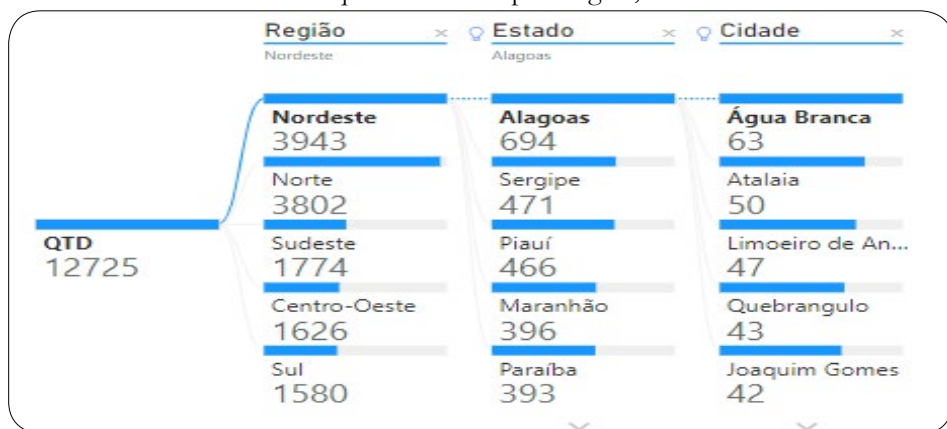 Região
Nordeste
Estado
Alagoas
Cidade
QTD
12725
Nordeste
3943
Norte
3802
Sudeste
1774
Centro-Oeste
1626
Sul
1580
Alagoas
694
Sergipe
471
Piauí
466
Maranhão
396
Paraíba
393
Água Branca
63
Atalaia
50
Limoeiro de An...
47
Quebrangulo
43
Joaquim Gomes
42